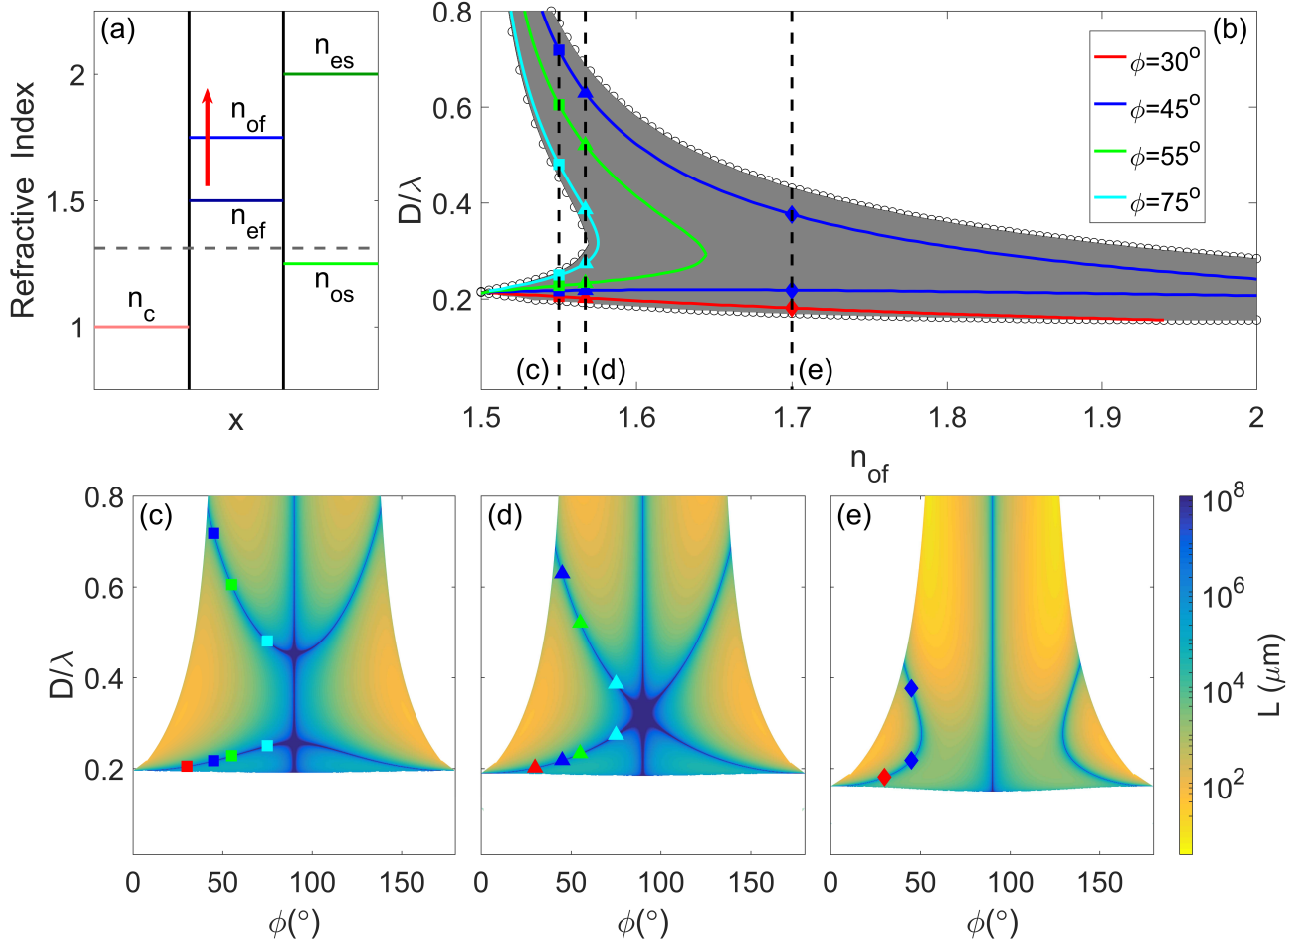 (a)
n_es
2
n_of
1.5
n_ef
n_c
n_os
1
Refractive Index
x
(b)
0.8
0.6
0.4
0.2
D/λ
ϕ=30°
ϕ=45°
ϕ=55°
ϕ=75°
(c) (d) (e)
1.5 1.6 1.7 1.8 1.9 2
n_of
(c)
0.8
0.6
0.4
0.2
D/λ
0 50 100 150
ϕ(°)
(d)
0 50 100 150
ϕ(°)
(e)
0 50 100 150
ϕ(°)
10^8
10^6
10^4
10^2
L (μm)